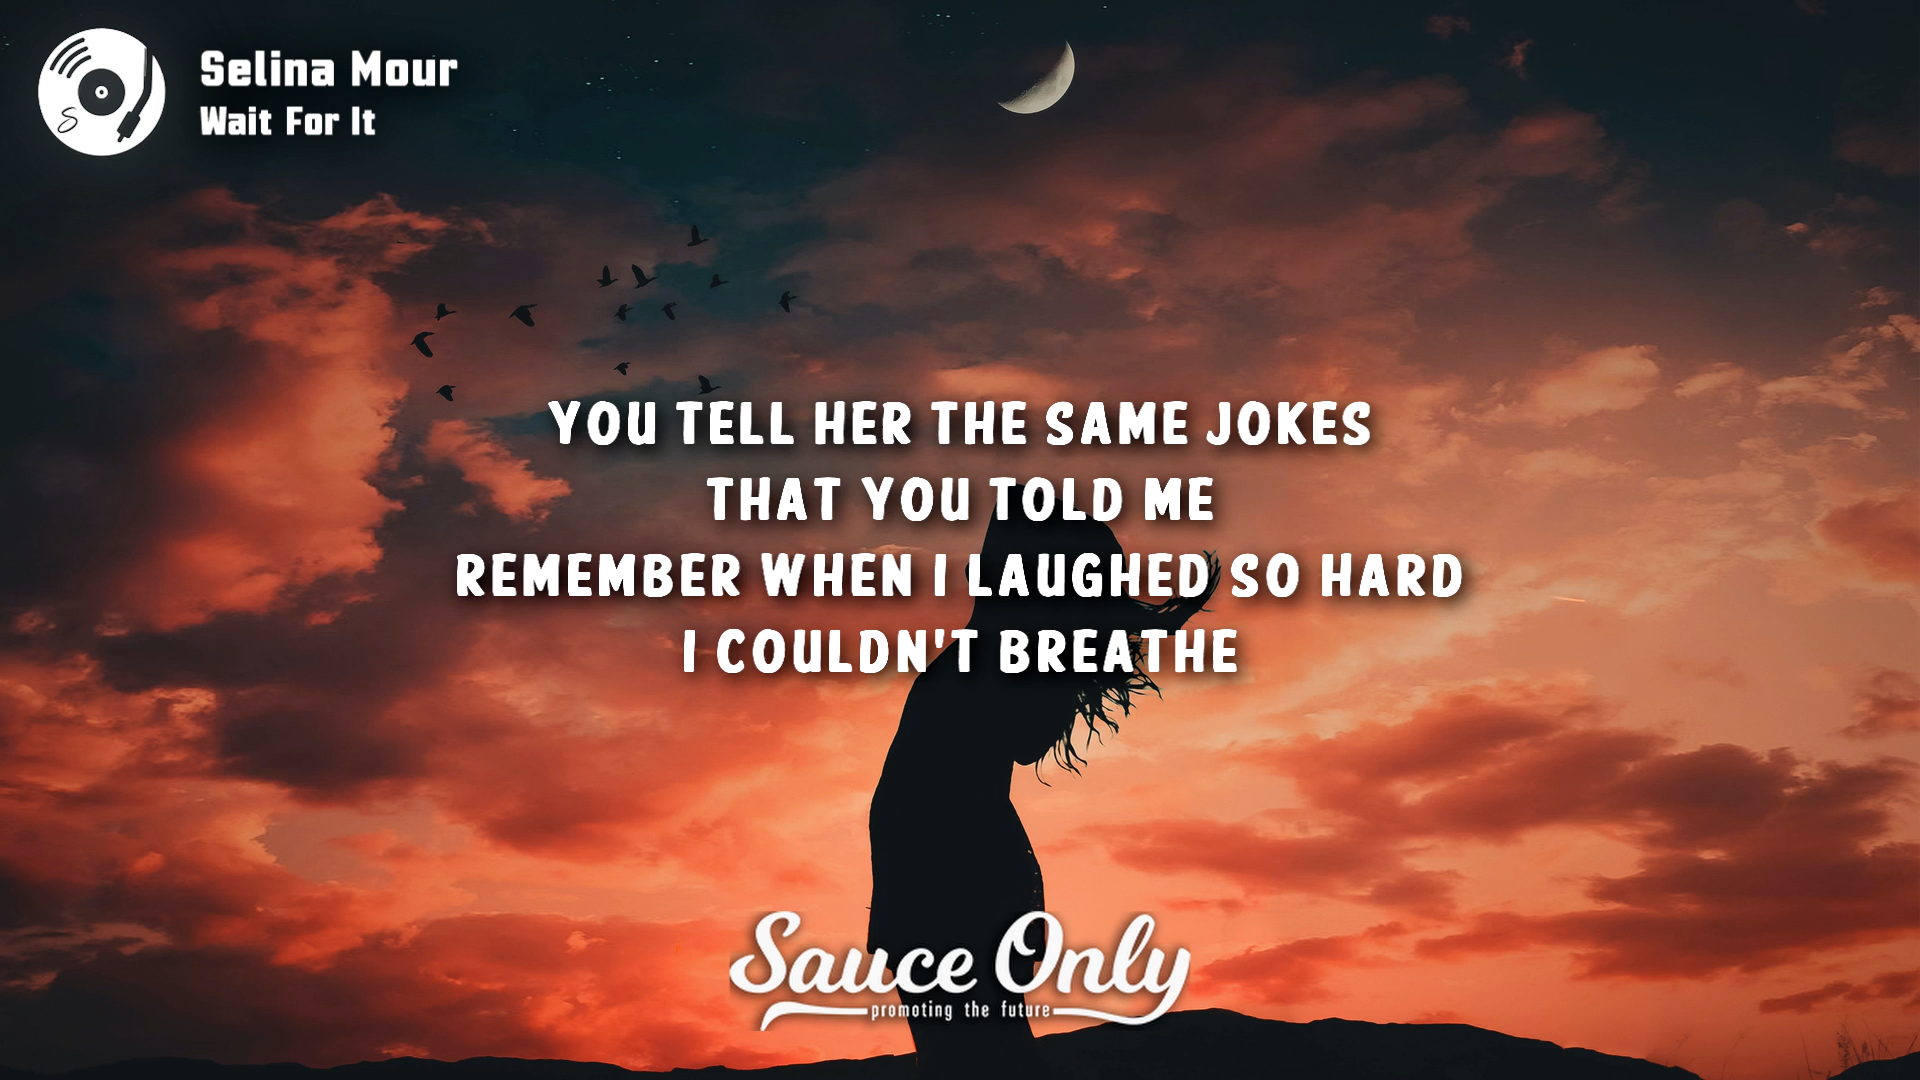 Selina Mour
Wait For It
YOU TELL HER THE SAME JOKES
THAT YOU TOLD ME
REMEMBER WHEN I LAUGHED SO HARD
I COULDN'T BREATHE
Sauce Only
promoting the future